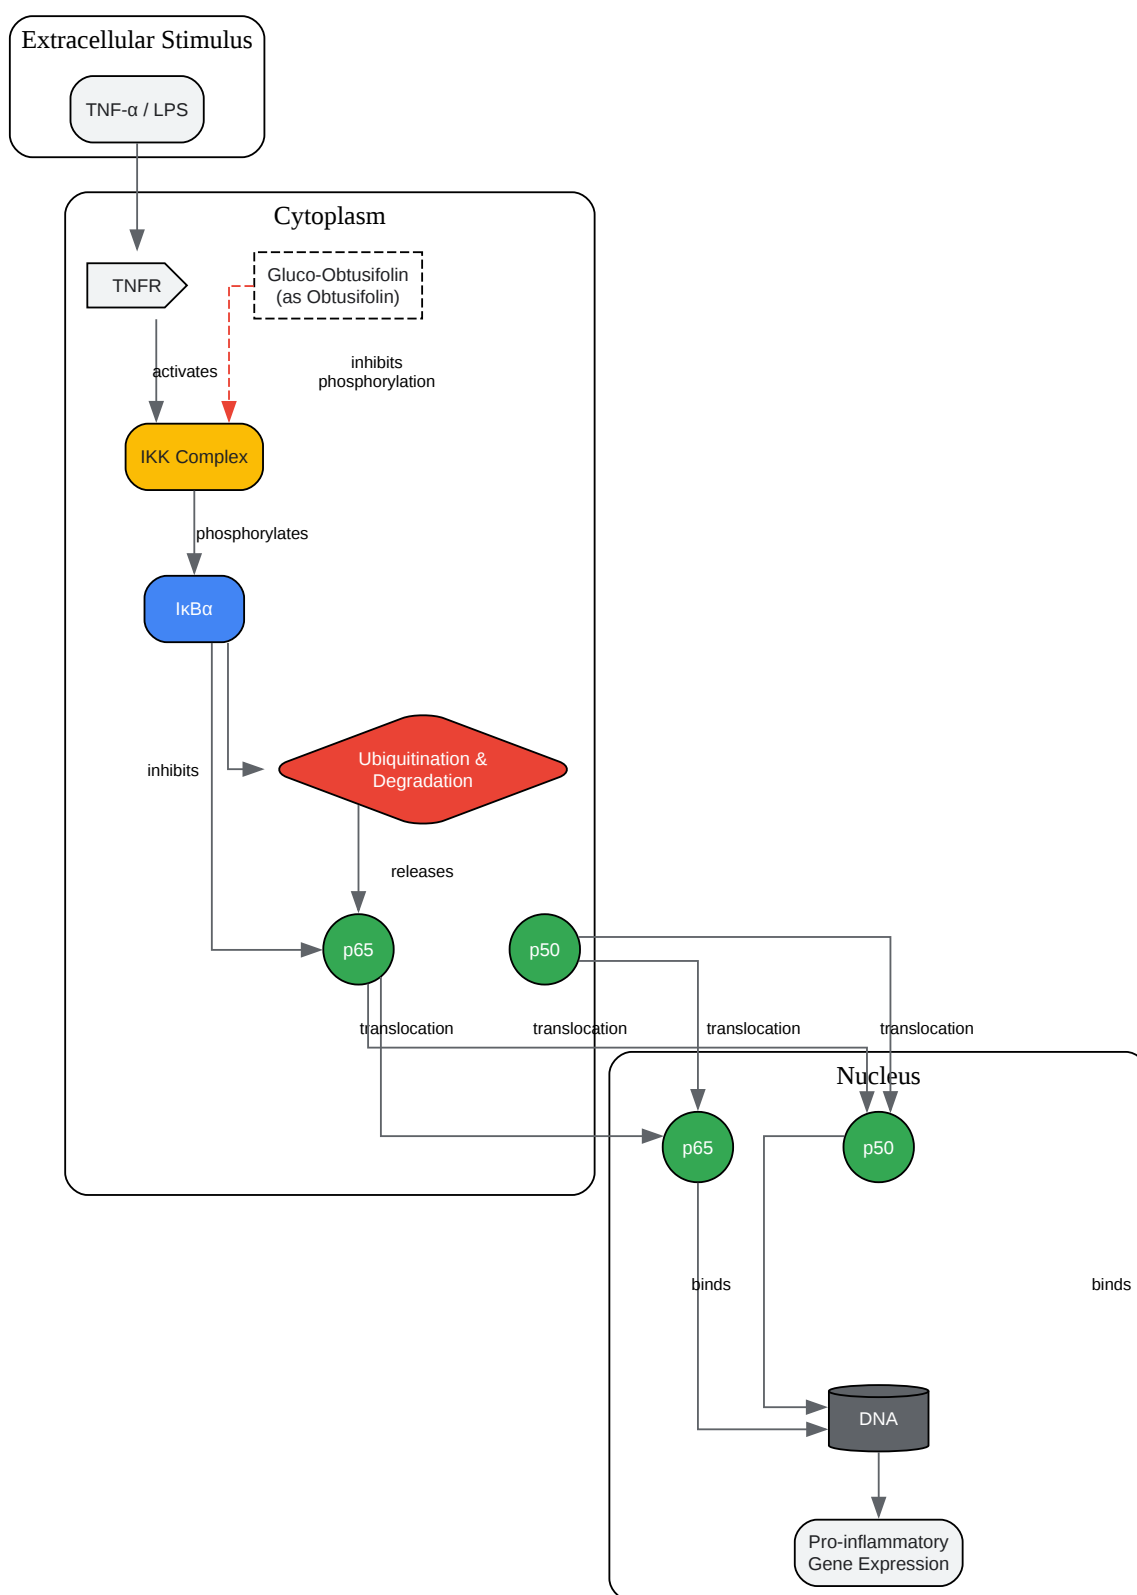 Extracellular Stimulus
TNF-α / LPS
Cytoplasm
TNFR
Gluco-Obtusifolin
(as Obtusifolin)
activates
inhibits
phosphorylation
IKK Complex
phosphorylates
IκBα
Ubiquitination &
Degradation
inhibits
releases
p65
p50
translocation
translocation
translocation
translocation
Nucleus
p65
p50
binds
binds
DNA
Pro-inflammatory
Gene Expression